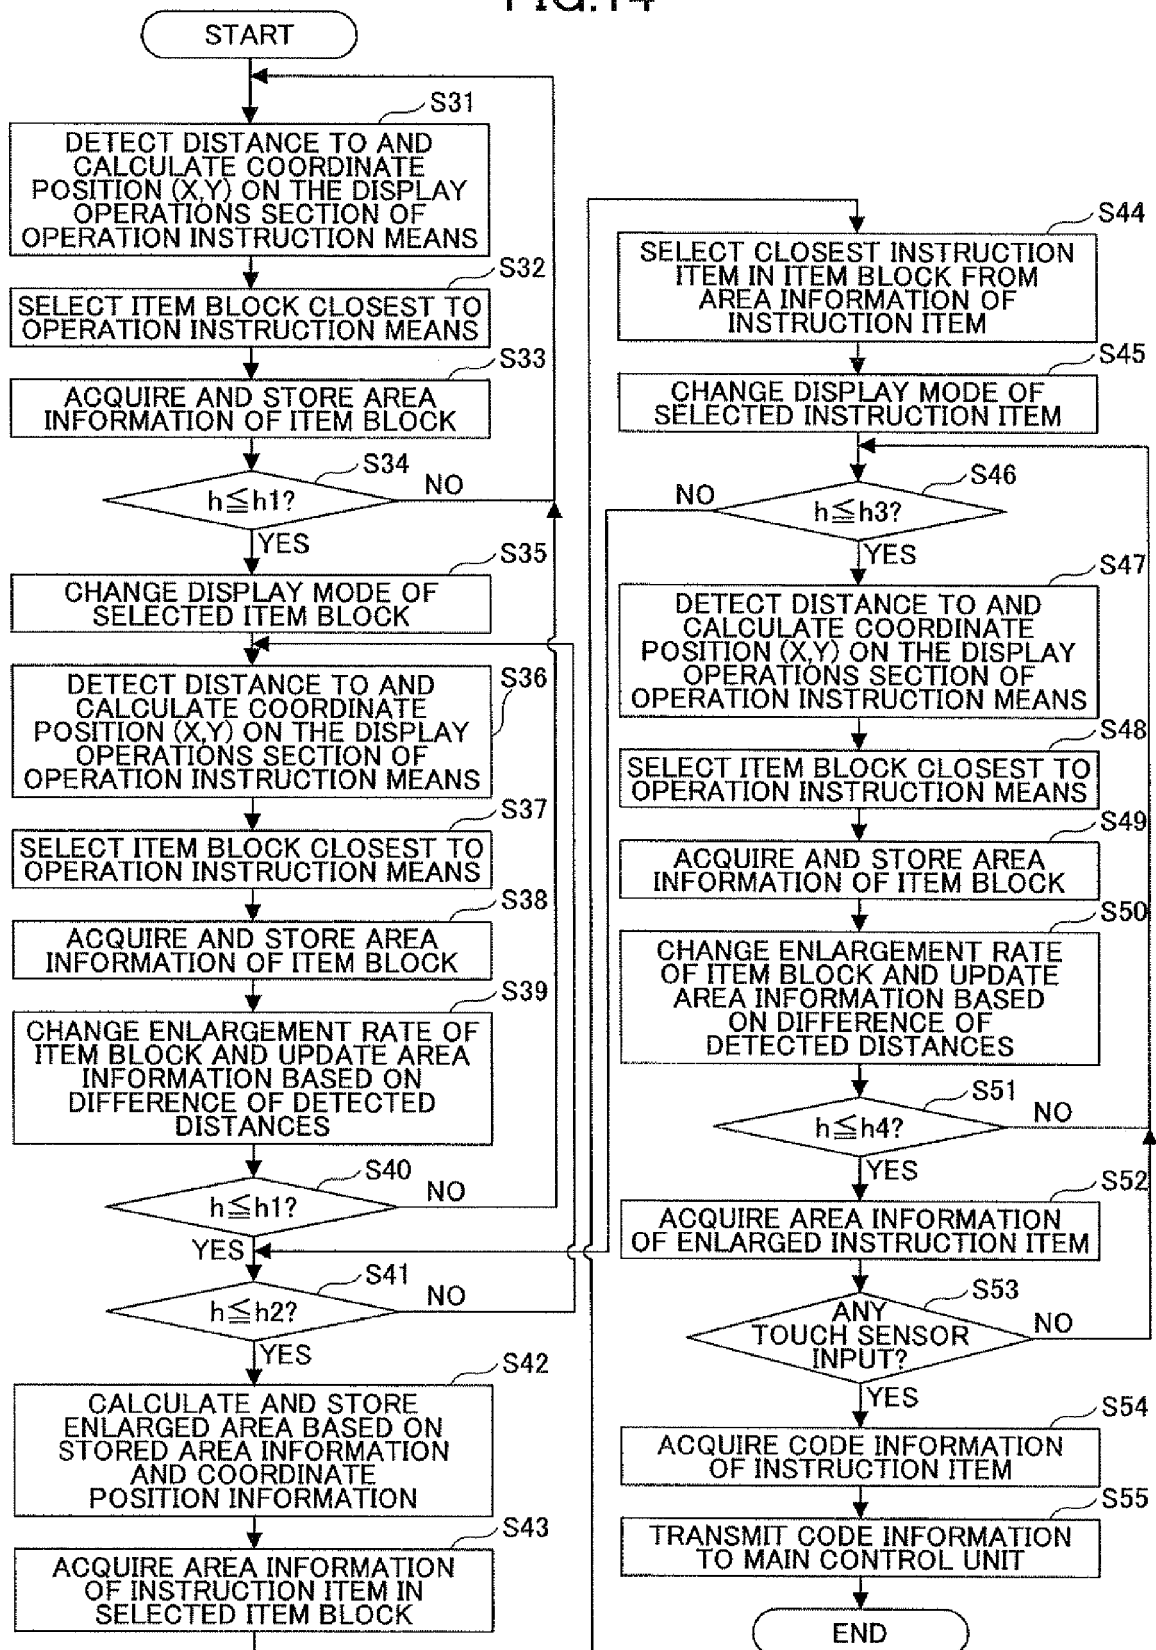 FIG.14
START
S31
DETECT DISTANCE TO AND
CALCULATE COORDINATE
POSITION (X,Y) ON THE DISPLAY
OPERATIONS SECTION OF
OPERATION INSTRUCTION MEANS
S32
SELECT ITEM BLOCK CLOSEST TO
OPERATION INSTRUCTION MEANS
S33
ACQUIRE AND STORE AREA
INFORMATION OF ITEM BLOCK
S34
h≦h1?
NO
YES
S35
CHANGE DISPLAY MODE OF
SELECTED ITEM BLOCK
S36
DETECT DISTANCE TO AND
CALCULATE COORDINATE
POSITION (X,Y) ON THE DISPLAY
OPERATIONS SECTION OF
OPERATION INSTRUCTION MEANS
S37
SELECT ITEM BLOCK CLOSEST TO
OPERATION INSTRUCTION MEANS
S38
ACQUIRE AND STORE AREA
INFORMATION OF ITEM BLOCK
S39
CHANGE ENLARGEMENT RATE OF
ITEM BLOCK AND UPDATE AREA
INFORMATION BASED ON
DIFFERENCE OF DETECTED
DISTANCES
S40
h≦h1?
NO
YES
S41
h≦h2?
NO
YES
S42
CALCULATE AND STORE
ENLARGED AREA BASED ON
STORED AREA INFORMATION
AND COORDINATE
POSITION INFORMATION
S43
ACQUIRE AREA INFORMATION
OF INSTRUCTION ITEM IN
SELECTED ITEM BLOCK
S44
SELECT CLOSEST INSTRUCTION
ITEM IN ITEM BLOCK FROM
AREA INFORMATION OF
INSTRUCTION ITEM
S45
CHANGE DISPLAY MODE OF
SELECTED INSTRUCTION ITEM
S46
NO
h≦h3?
YES
S47
DETECT DISTANCE TO AND
CALCULATE COORDINATE
POSITION (X,Y) ON THE DISPLAY
OPERATIONS SECTION OF
OPERATION INSTRUCTION MEANS
S48
SELECT ITEM BLOCK CLOSEST TO
OPERATION INSTRUCTION MEANS
S49
ACQUIRE AND STORE AREA
INFORMATION OF ITEM BLOCK
S50
CHANGE ENLARGEMENT RATE
OF ITEM BLOCK AND UPDATE
AREA INFORMATION BASED
ON DIFFERENCE OF
DETECTED DISTANCES
S51
h≦h4?
NO
YES
S52
ACQUIRE AREA INFORMATION
OF ENLARGED INSTRUCTION ITEM
S53
ANY
TOUCH SENSOR
INPUT?
NO
YES
S54
ACQUIRE CODE INFORMATION
OF INSTRUCTION ITEM
S55
TRANSMIT CODE INFORMATION
TO MAIN CONTROL UNIT
END